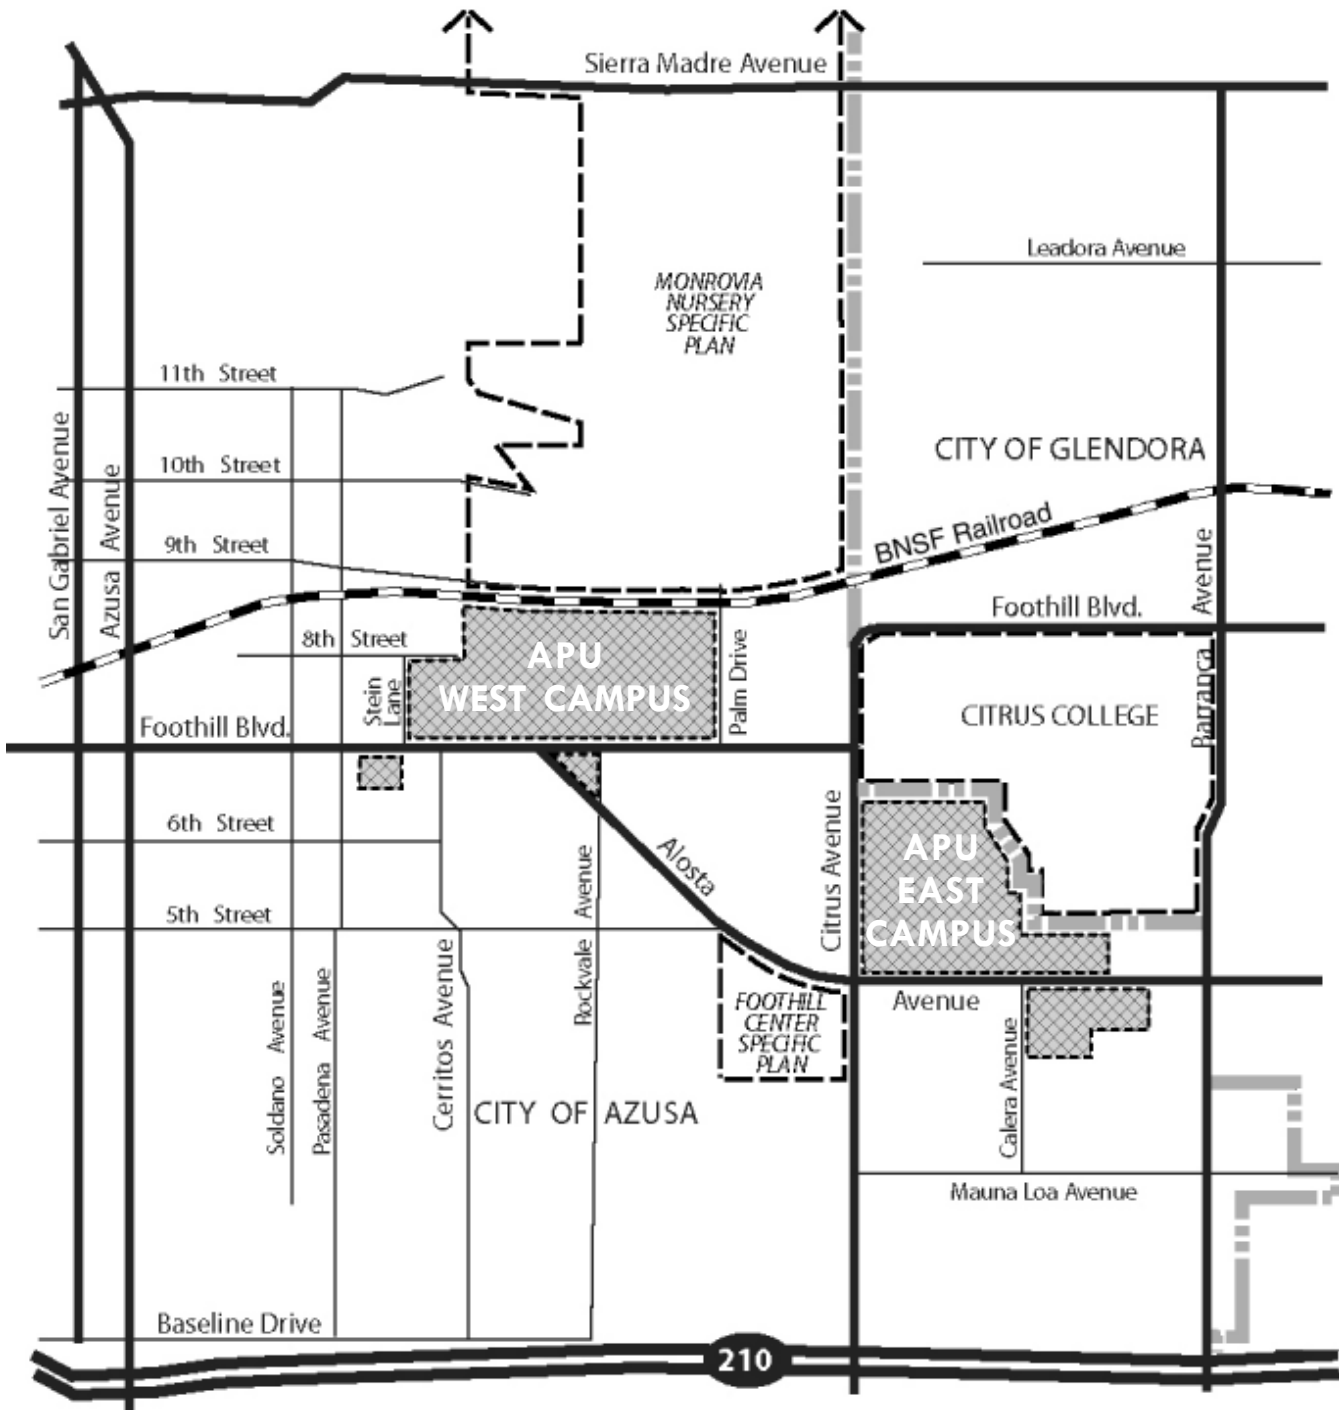 Sierra Madre Avenue
Leadora Avenue
MONROVIA
NURSERY
SPECIFIC
PLAN
11th Street
San Gabriel Avenue
Azusa Avenue
10th Street
CITY OF GLENDORA
9th Street
BNSF Railroad
Barranca Avenue
Foothill Blvd.
8th Street
APU
WEST CAMPUS
Palm Drive
Stein
Lane
CITRUS COLLEGE
Foothill Blvd.
6th Street
Alosta
Citrus Avenue
APU
EAST
CAMPUS
5th Street
Rockvale Avenue
Cerritos Avenue
Soldano Avenue
Pasadena Avenue
FOOTHILL
CENTER
SPECIFIC
PLAN
Avenue
Calera Avenue
CITY OF AZUSA
Mauna Loa Avenue
Baseline Drive
210